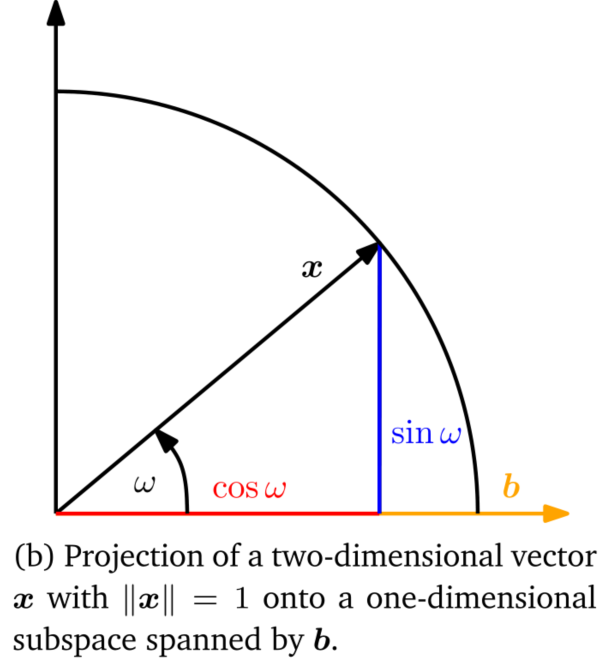 x
sin ω
ω
cos ω
b
(b) Projection of a two-dimensional vector
x with ‖x‖ = 1 onto a one-dimensional
subspace spanned by b.